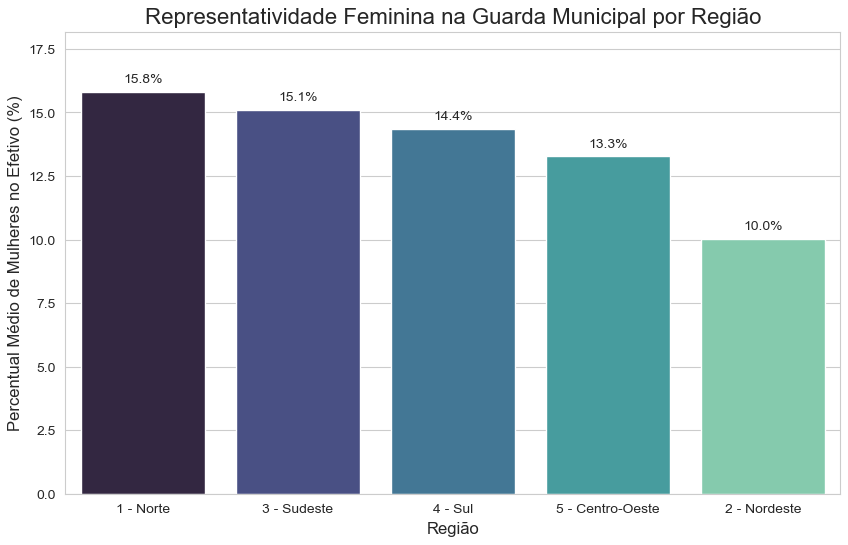 Representatividade Feminina na Guarda Municipal por Região
Percentual Médio de Mulheres no Efetivo (%)
17.5
15.0
12.5
10.0
7.5
5.0
2.5
0.0
15.8%
15.1%
14.4%
13.3%
10.0%
1 - Norte
3 - Sudeste
4 - Sul
5 - Centro-Oeste
2 - Nordeste
Região